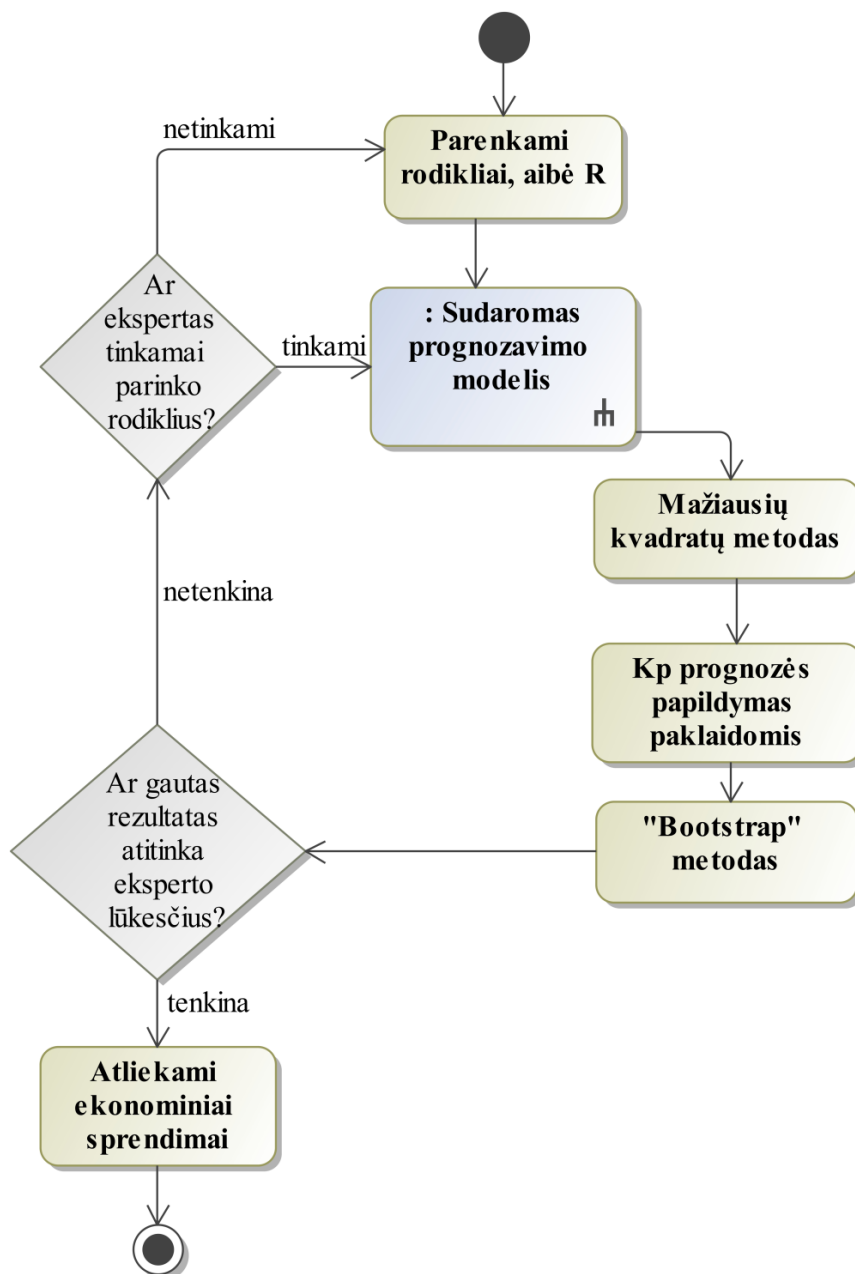 netinkami
Parenkami
rodikliai, aibė R
Ar
ekspertas
tinkamai
parinko
rodiklius?
tinkami
: Sudaromas
prognozavimo
modelis
Mažiausių
kvadratų metodas
netenkina
Kp prognozės
papildymas
paklaidomis
Ar gautas
rezultatas
atitinka
eksperto
lūkesčius?
"Bootstrap"
metodas
tenkina
Atliekami
ekonominiai
sprendimai